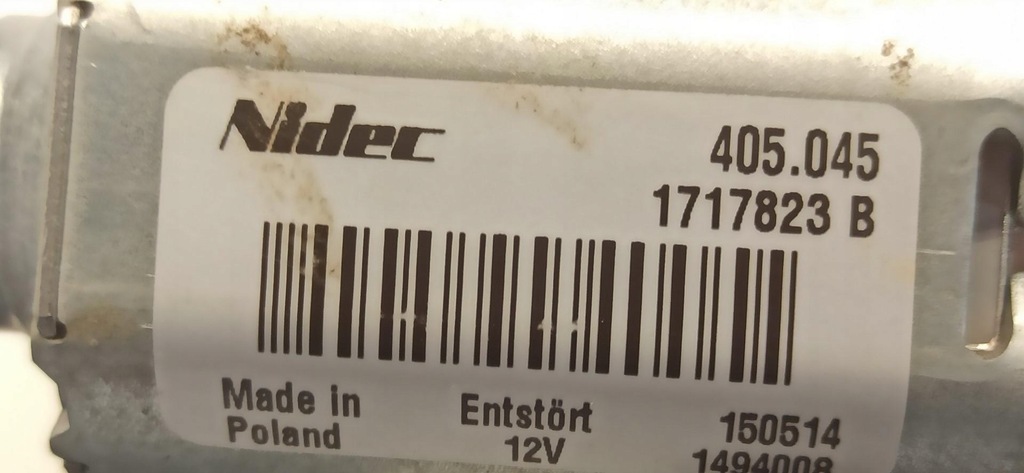 Nidec
405.045
1717823 B
Made in
Poland
Entstört
12V
150514
1494008